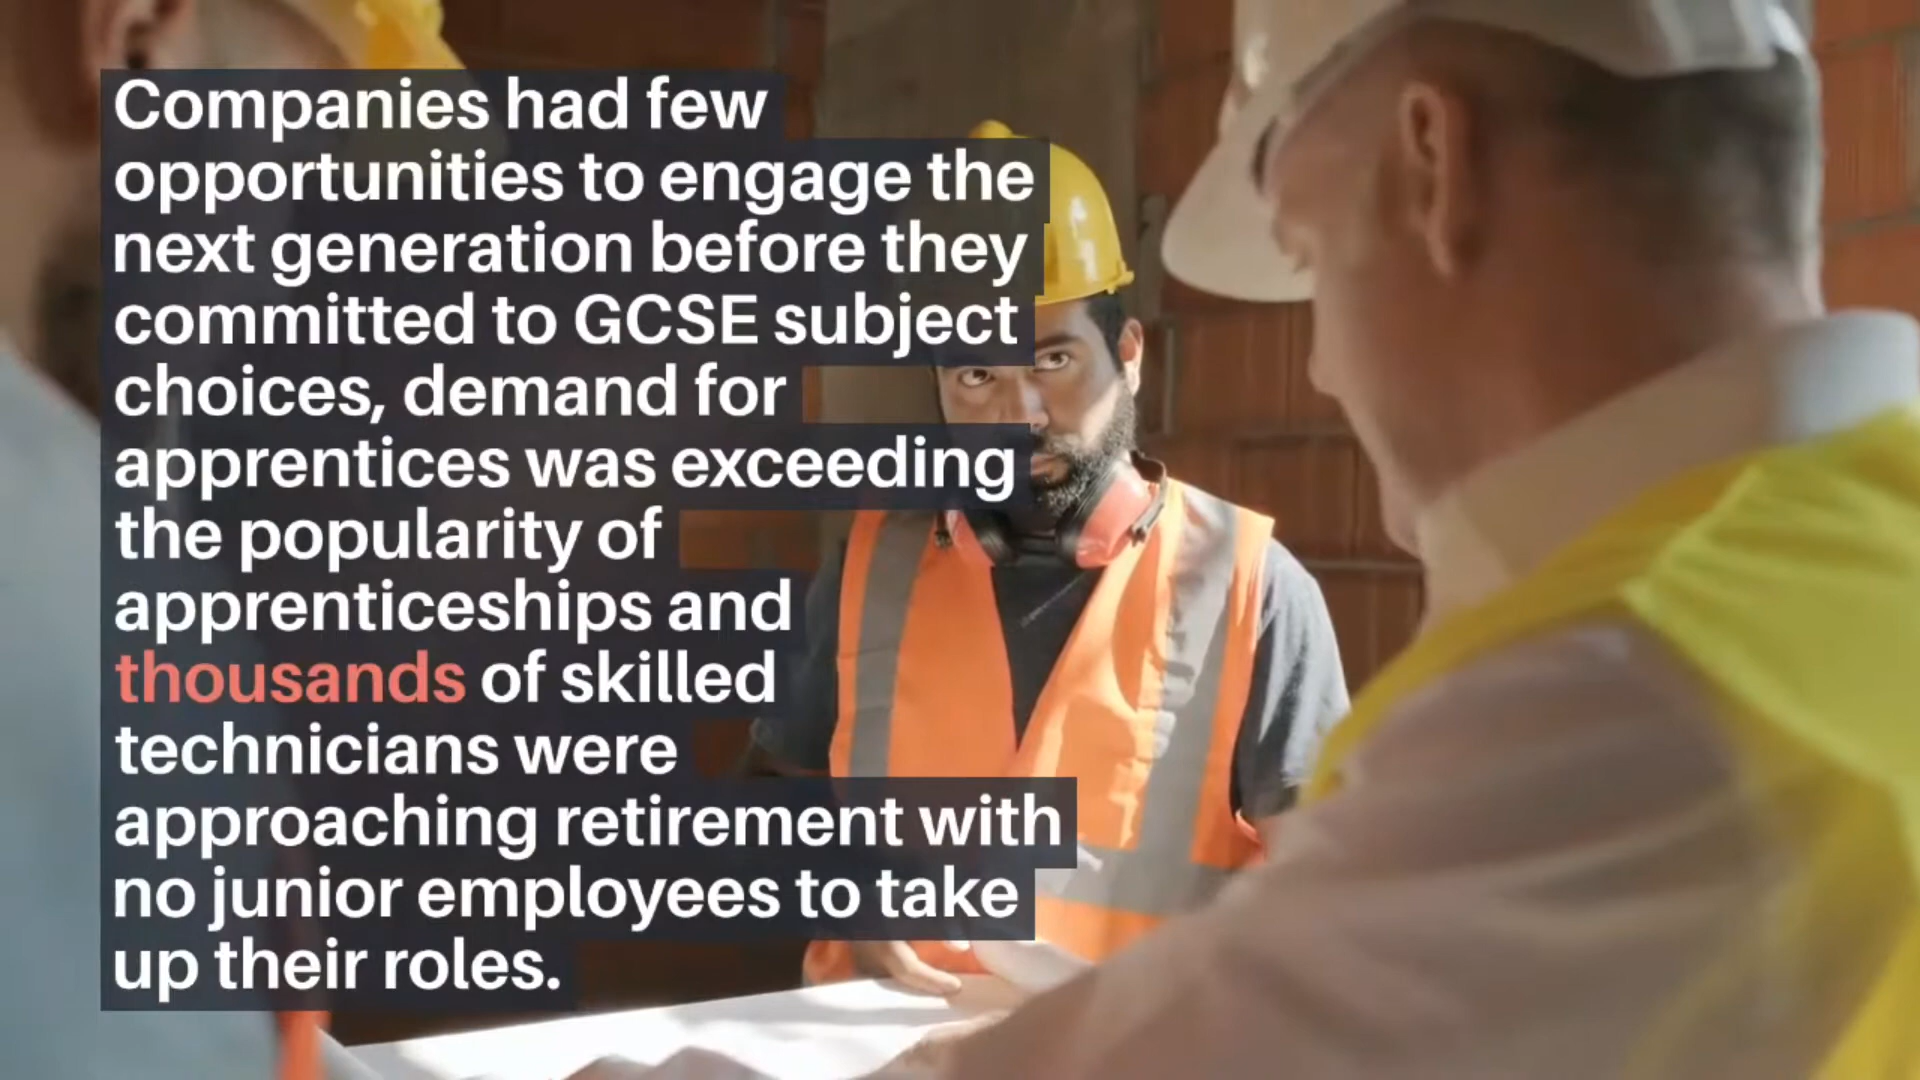 Companies had few
opportunities to engage the
next generation before they
committed to GCSE subject
choices, demand for
apprentices was exceeding
the popularity of
apprenticeships and
thousands of skilled
technicians were
approaching retirement with
no junior employees to take
up their roles.